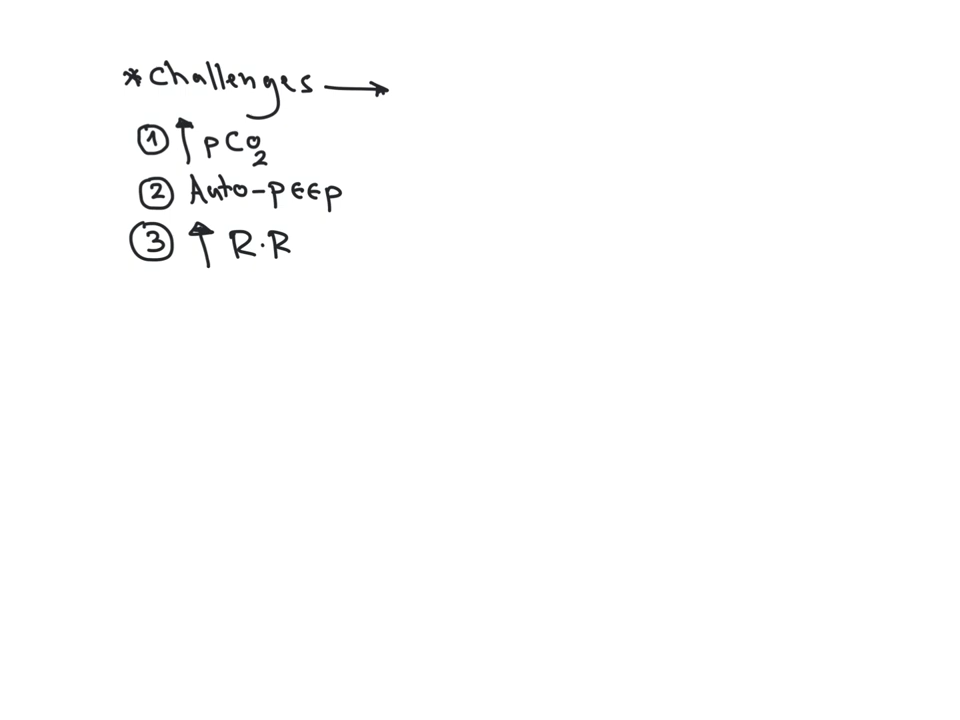 * Challenges →
① ↑ pCO₂
② Auto-PEEP
③ ↑ R.R